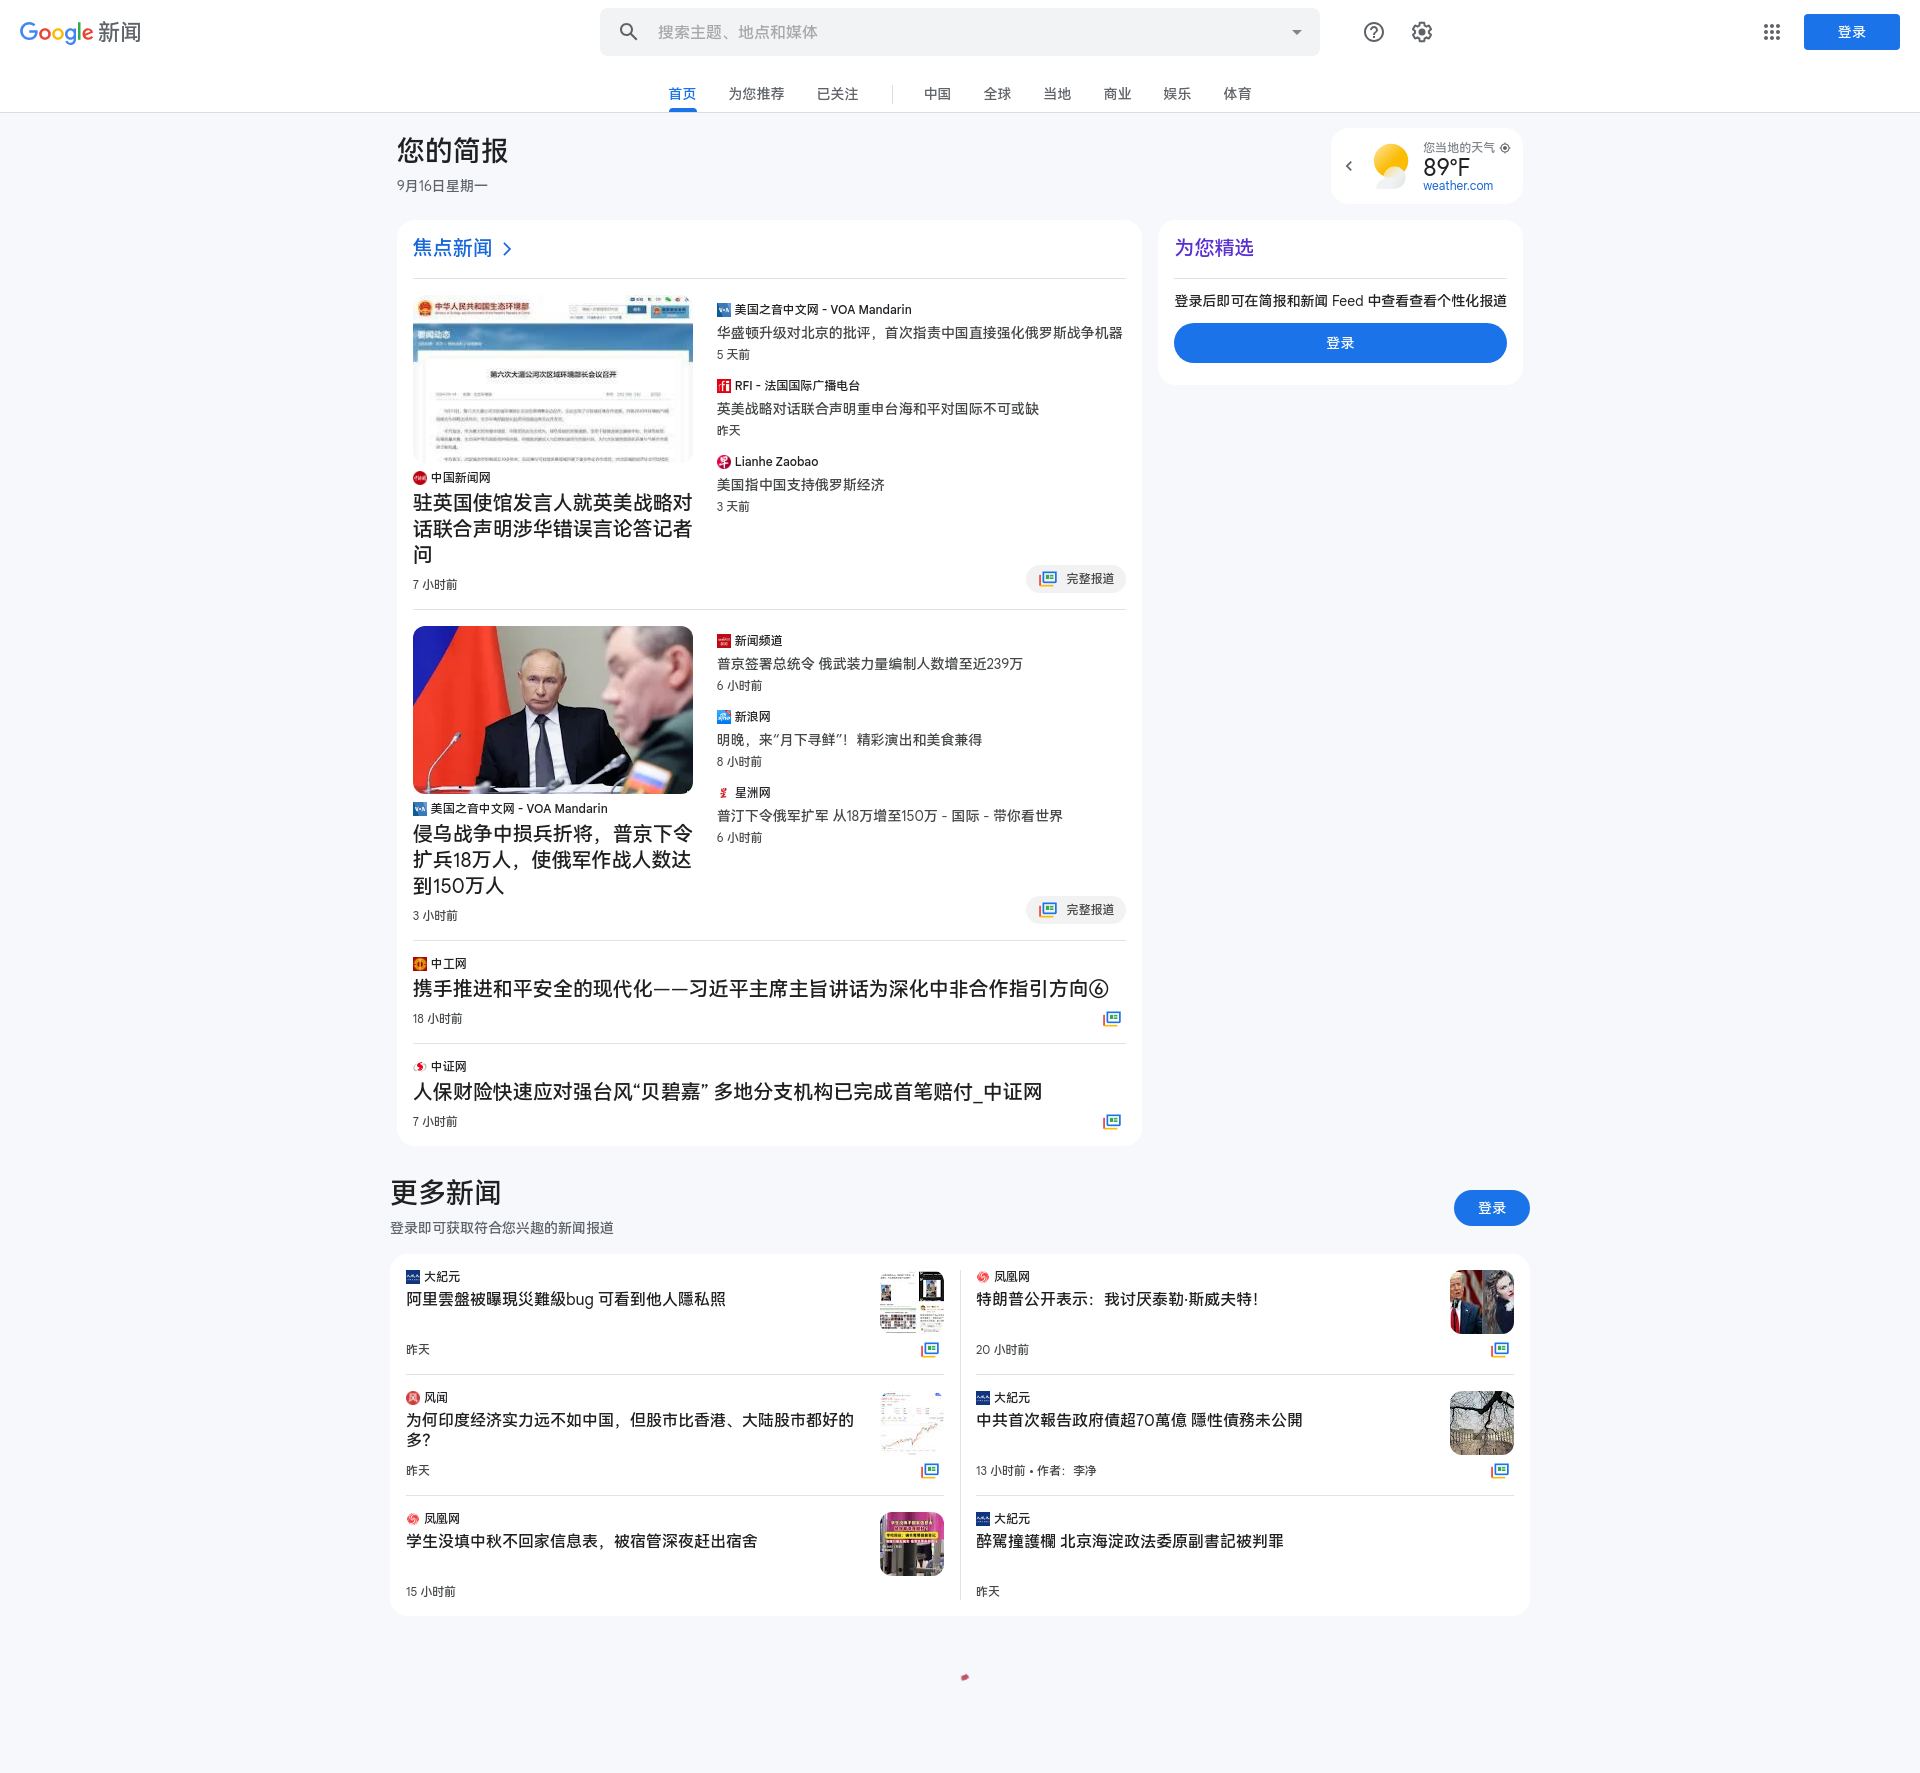 Google 新闻
搜索主题、地点和媒体
登录
首页
为您推荐
已关注
中国
全球
当地
商业
娱乐
体育
您的简报
9月16日星期一
您当地的天气
89°F
weather.com
焦点新闻
中华人民共和国生态环境部
要闻动态
第六次大湄公河次区域环境部长会议召开
中国新闻网
驻英国使馆发言人就英美战略对
话联合声明涉华错误言论答记者
问
7 小时前
美国之音中文网 - VOA Mandarin
华盛顿升级对北京的批评，首次指责中国直接强化俄罗斯战争机器
5 天前
RFI - 法国国际广播电台
英美战略对话联合声明重申台海和平对国际不可或缺
昨天
Lianhe Zaobao
美国指中国支持俄罗斯经济
3 天前
完整报道
为您精选
登录后即可在简报和新闻 Feed 中查看查看个性化报道
登录
美国之音中文网 - VOA Mandarin
侵乌战争中损兵折将，普京下令
扩兵18万人，使俄军作战人数达
到150万人
3 小时前
新闻频道
普京签署总统令 俄武装力量编制人数增至近239万
6 小时前
新浪网
明晚，来“月下寻鲜”！精彩演出和美食兼得
8 小时前
星洲网
普汀下令俄军扩军 从18万增至150万 - 国际 - 带你看世界
6 小时前
完整报道
中工网
携手推进和平安全的现代化——习近平主席主旨讲话为深化中非合作指引方向⑥
18 小时前
中证网
人保财险快速应对强台风“贝碧嘉” 多地分支机构已完成首笔赔付_中证网
7 小时前
更多新闻
登录即可获取符合您兴趣的新闻报道
登录
大紀元
阿里雲盤被曝現災難級bug 可看到他人隱私照
昨天
风闻
为何印度经济实力远不如中国，但股市比香港、大陆股市都好的
多？
昨天
凤凰网
学生没填中秋不回家信息表，被宿管深夜赶出宿舍
15 小时前
凤凰网
特朗普公开表示：我讨厌泰勒·斯威夫特！
20 小时前
大紀元
中共首次報告政府債超70萬億 隱性債務未公開
13 小时前 • 作者：李净
大紀元
醉駕撞護欄 北京海淀政法委原副書記被判罪
昨天